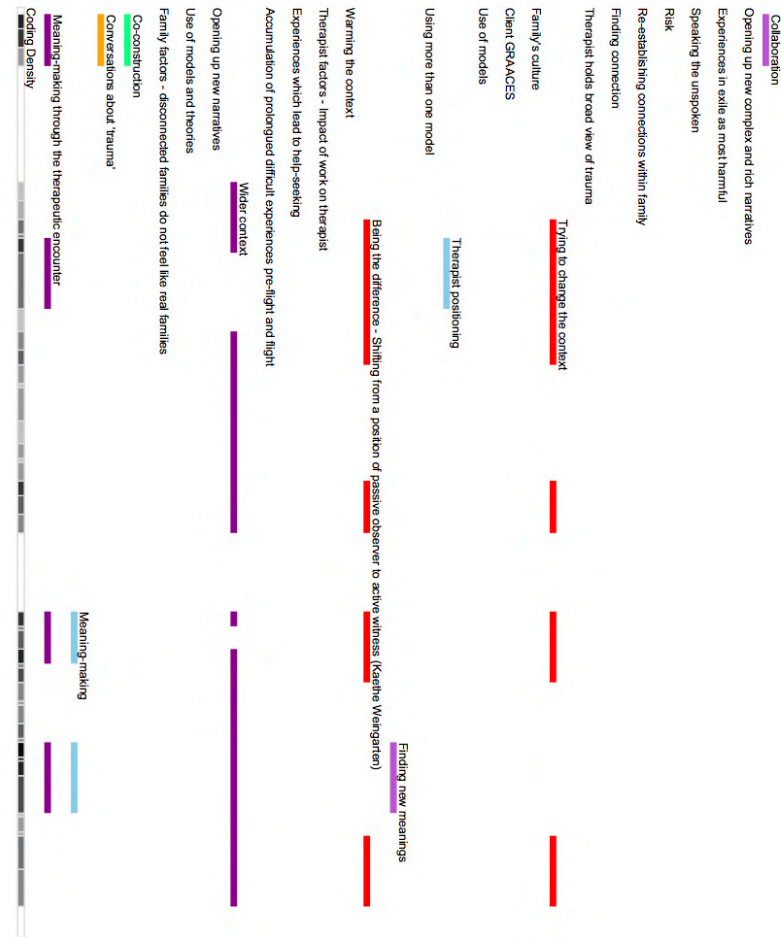 Collaboration
Opening up new complex and rich narratives
Experiences in exile as most harmful
Speaking the unspoken
Risk
Re-establishing connections within family
Finding connection
Therapist holds broad view of trauma
Trying to change the context
Family's culture
Client GRAACES
Use of models
Therapist positioning
Using more than one model
Finding new meanings
Being the difference - Shifting from a position of passive observer to active witness (Kaethe Weingarten)
Warming the context
Therapist factors - Impact of work on therapist
Experiences which lead to help-seeking
Accumulation of prolongued difficult experiences pre-flight and flight
Wider context
Opening up new narratives
Use of models and theories
Family factors - disconnected families do not feel like real families
Co-construction
Conversations about 'trauma'
Meaning-making
Meaning-making through the therapeutic encounter
Coding Density